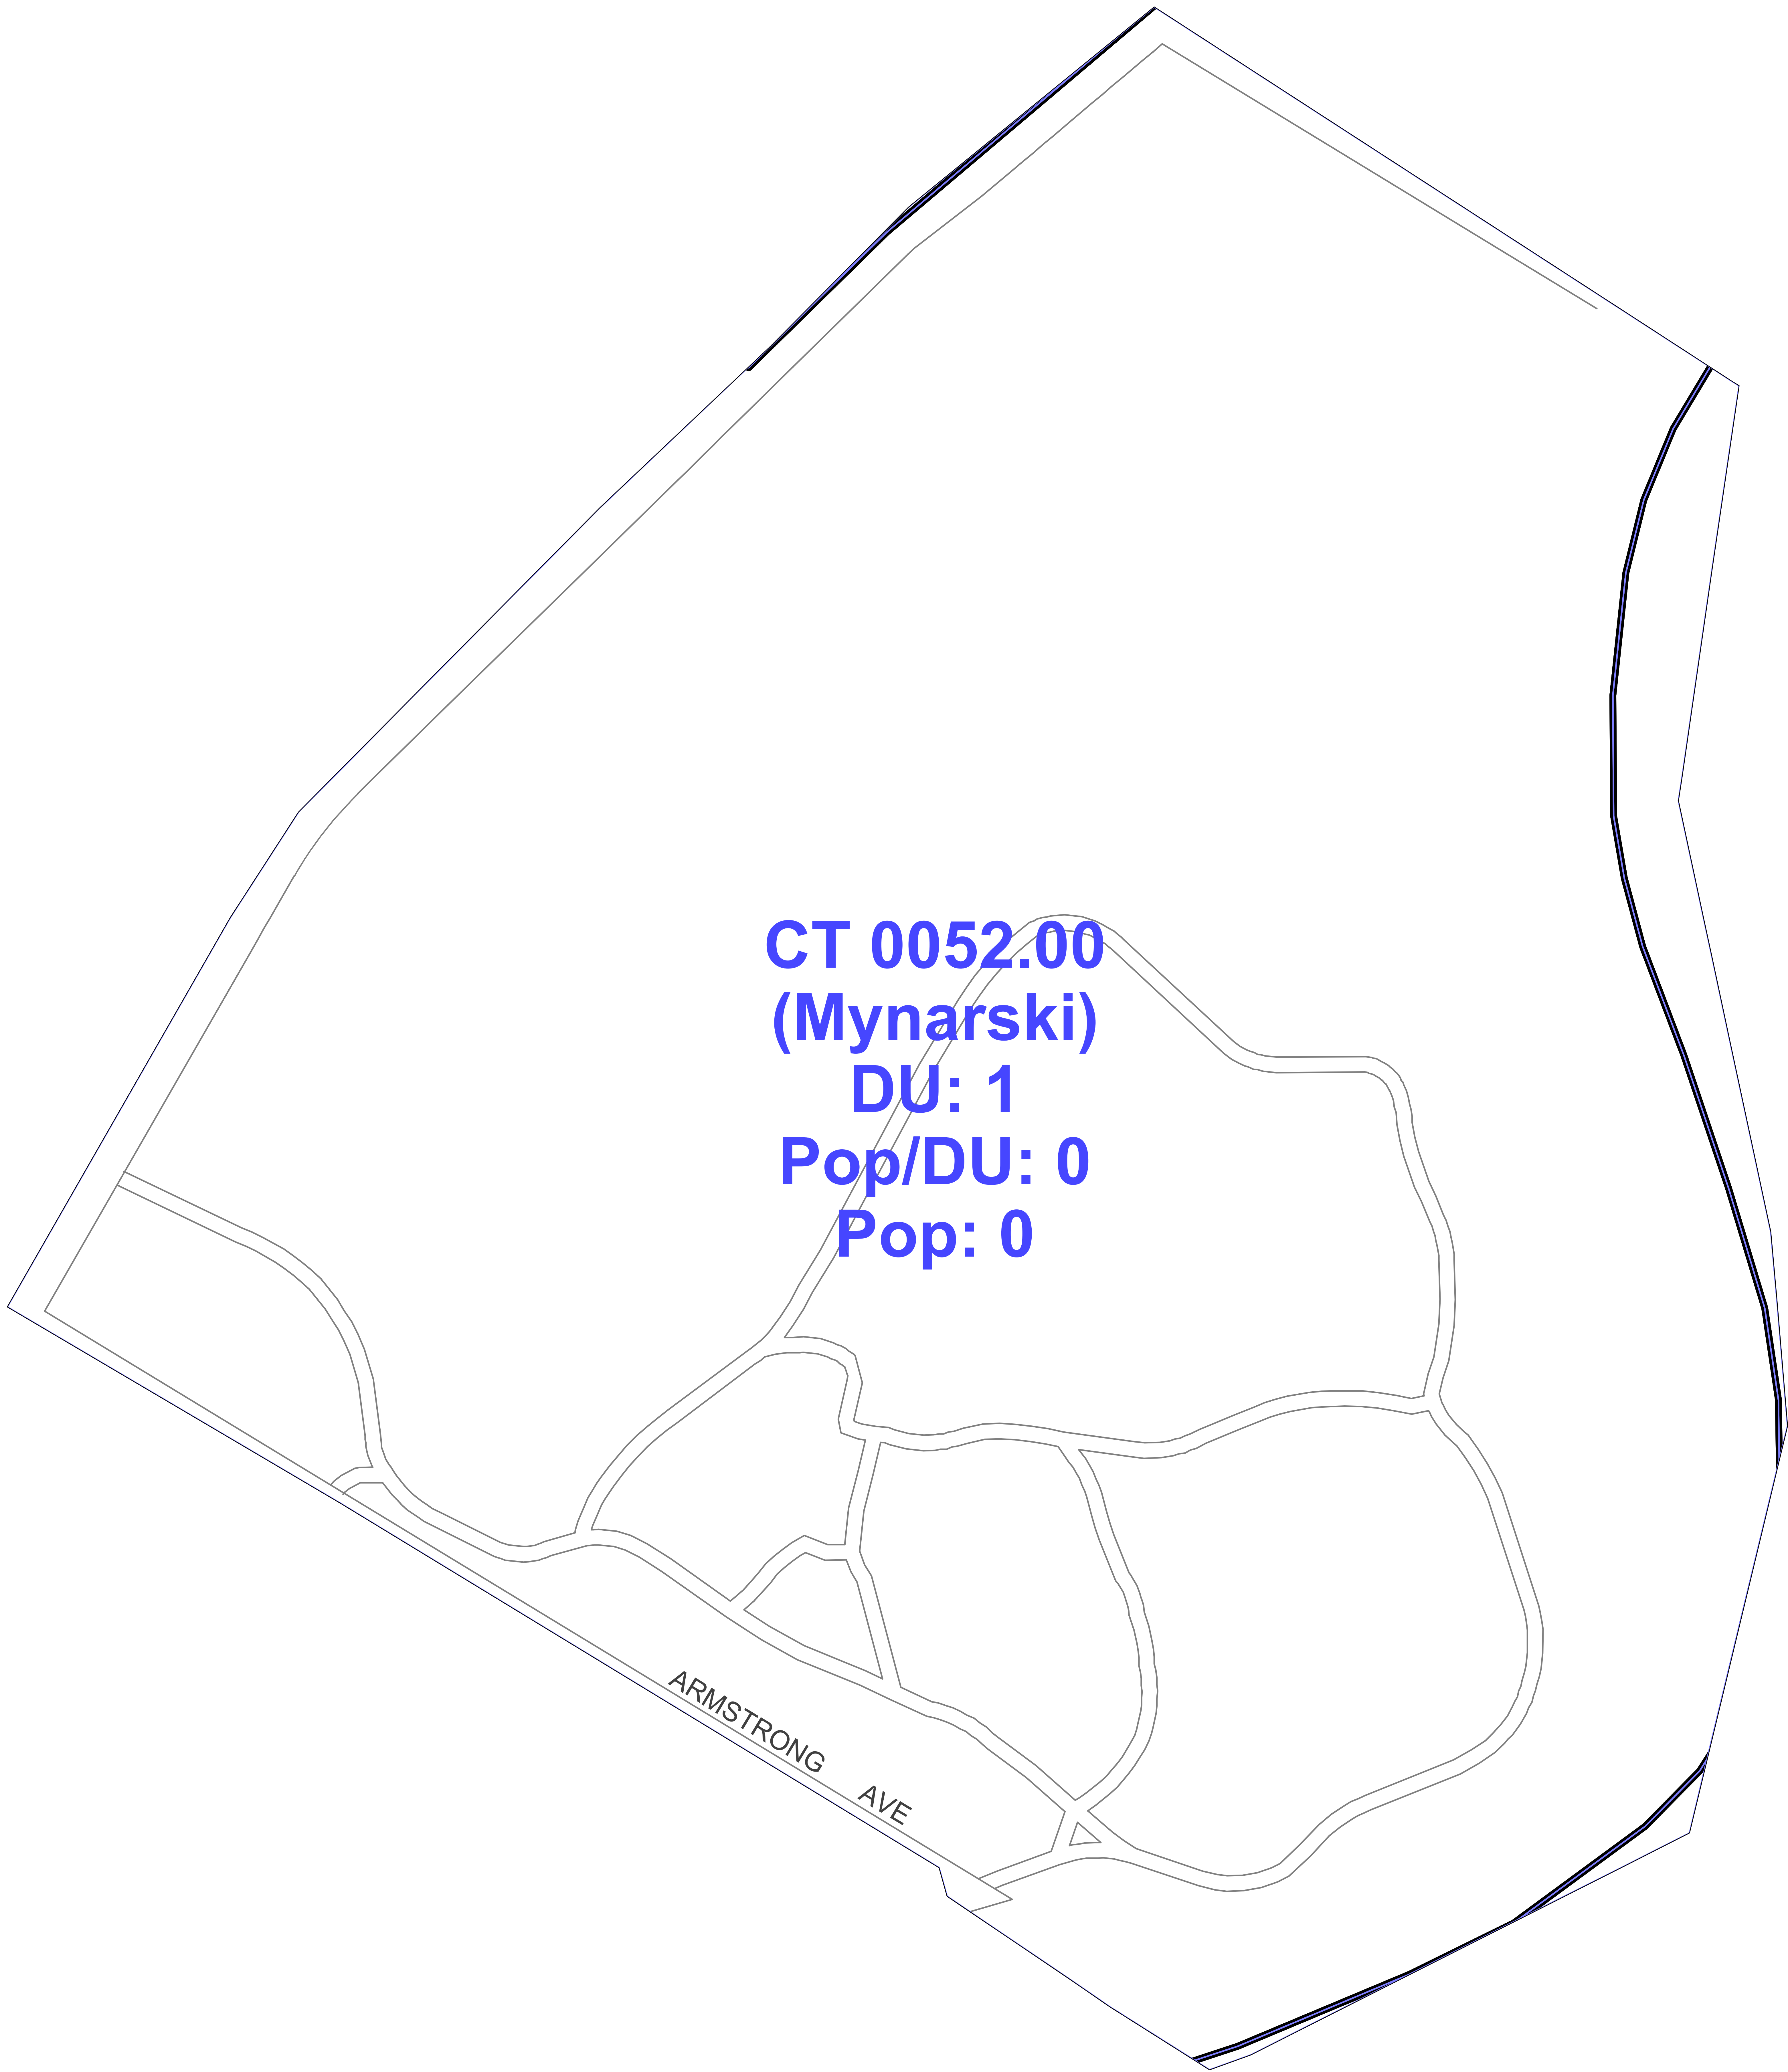 CT 0052.00
(Mynarski)
DU: 1
Pop/DU: 0
Pop: 0
ARMSTRONG AVE